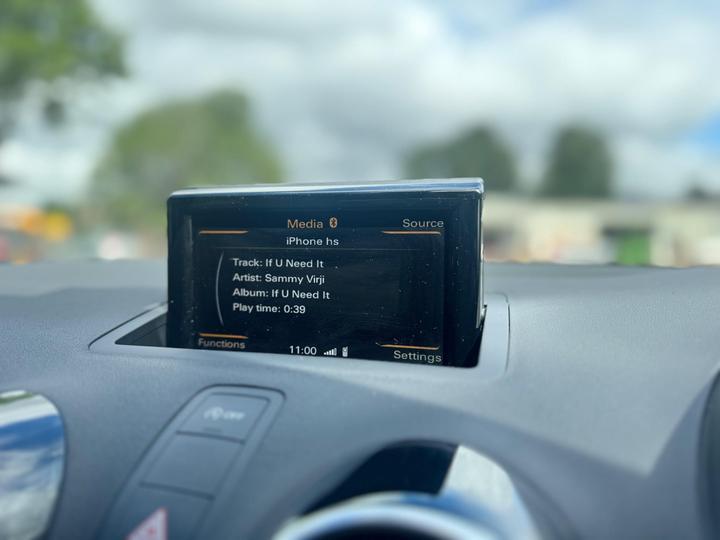 Media
Source
iPhone hs
Track: If U Need It
Artist: Sammy Virji
Album: If U Need It
Play time: 0:39
Functions
11:00
Settings
OFF